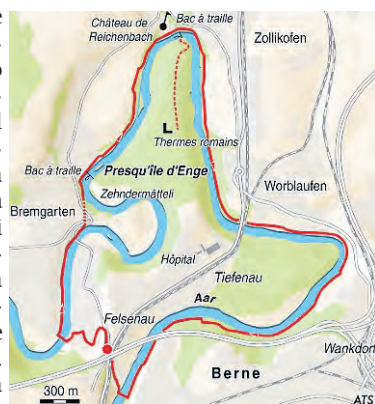 Château de
Reichenbach
Bac à traille
Zollikofen
L
Thermes romains
Bac à traille
Presqu'île d'Enge
Zehndermätteli
Worblaufen
Bremgarten
Hôpital
Tiefenau
Aar
Felsenau
Wankdorf
Berne
300 m
ATS